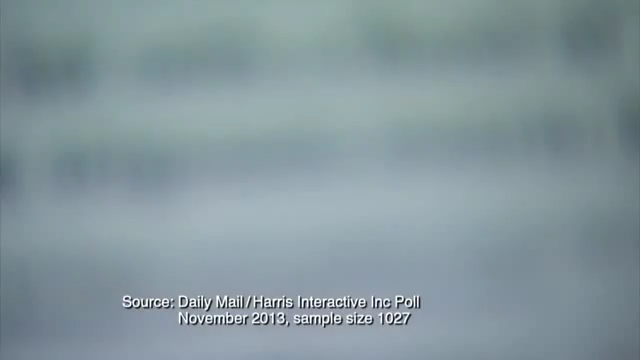 Source: Daily Mail/Harris Interactive Inc Poll
November 2013, sample size 1027